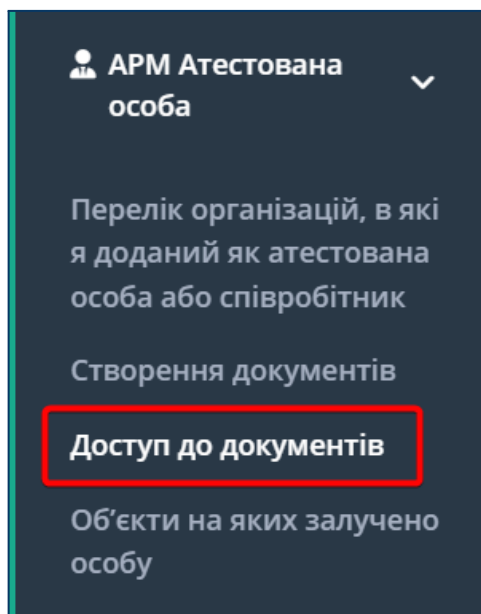 АРМ Атестована
особа
Перелік організацій, в які
я доданий як атестована
особа або співробітник
Створення документів
Доступ до документів
Об’єкти на яких залучено
особу